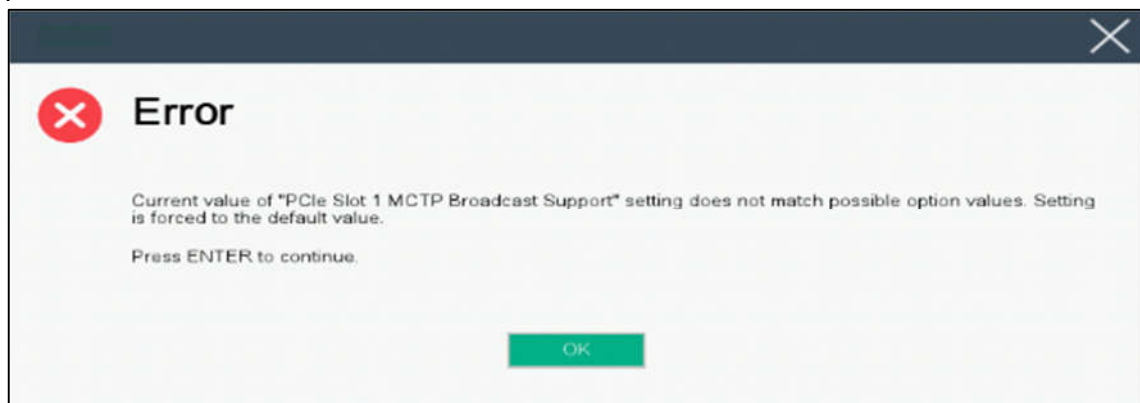 Error
Current value of "PCIe Slot 1 MCTP Broadcast Support" setting does not match possible option values. Setting
is forced to the default value.
Press ENTER to continue.
OK